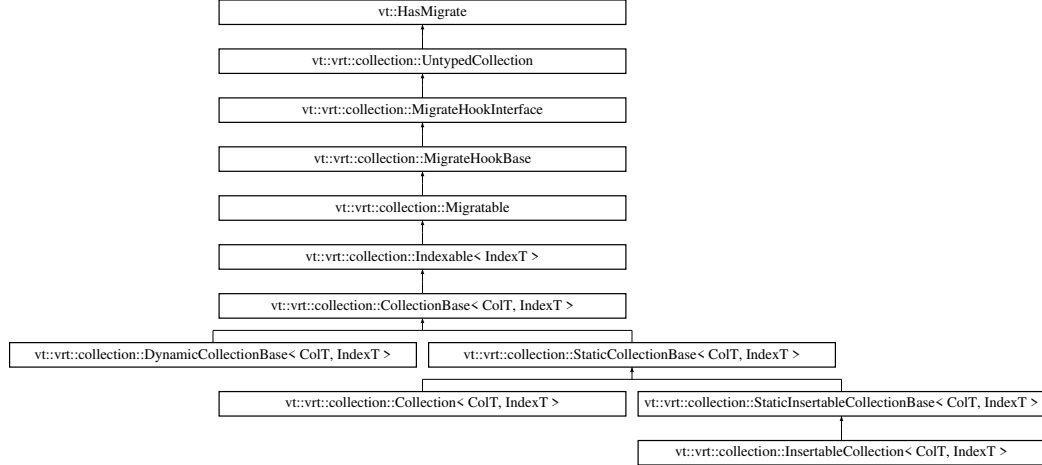 vt::HasMigrate
vt::vrt::collection::UntypedCollection
vt::vrt::collection::MigrateHookInterface
vt::vrt::collection::MigrateHookBase
vt::vrt::collection::Migratable
vt::vrt::collection::Indexable< IndexT >
vt::vrt::collection::CollectionBase< ColT, IndexT >
vt::vrt::collection::DynamicCollectionBase< ColT, IndexT >
vt::vrt::collection::StaticCollectionBase< ColT, IndexT >
vt::vrt::collection::Collection< ColT, IndexT >
vt::vrt::collection::StaticInsertableCollectionBase< ColT, IndexT >
vt::vrt::collection::InsertableCollection< ColT, IndexT >